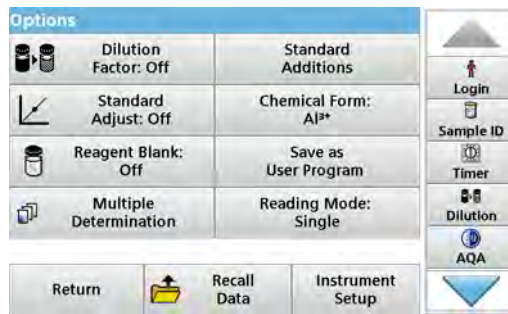 Options
Dilution
Factor: Off
Standard
Additions
Standard
Adjust: Off
Chemical Form:
Al³⁺
Reagent Blank:
Off
Save as
User Program
Multiple
Determination
Reading Mode:
Single
Return
Recall
Data
Instrument
Setup
Login
Sample ID
Timer
Dilution
AQA